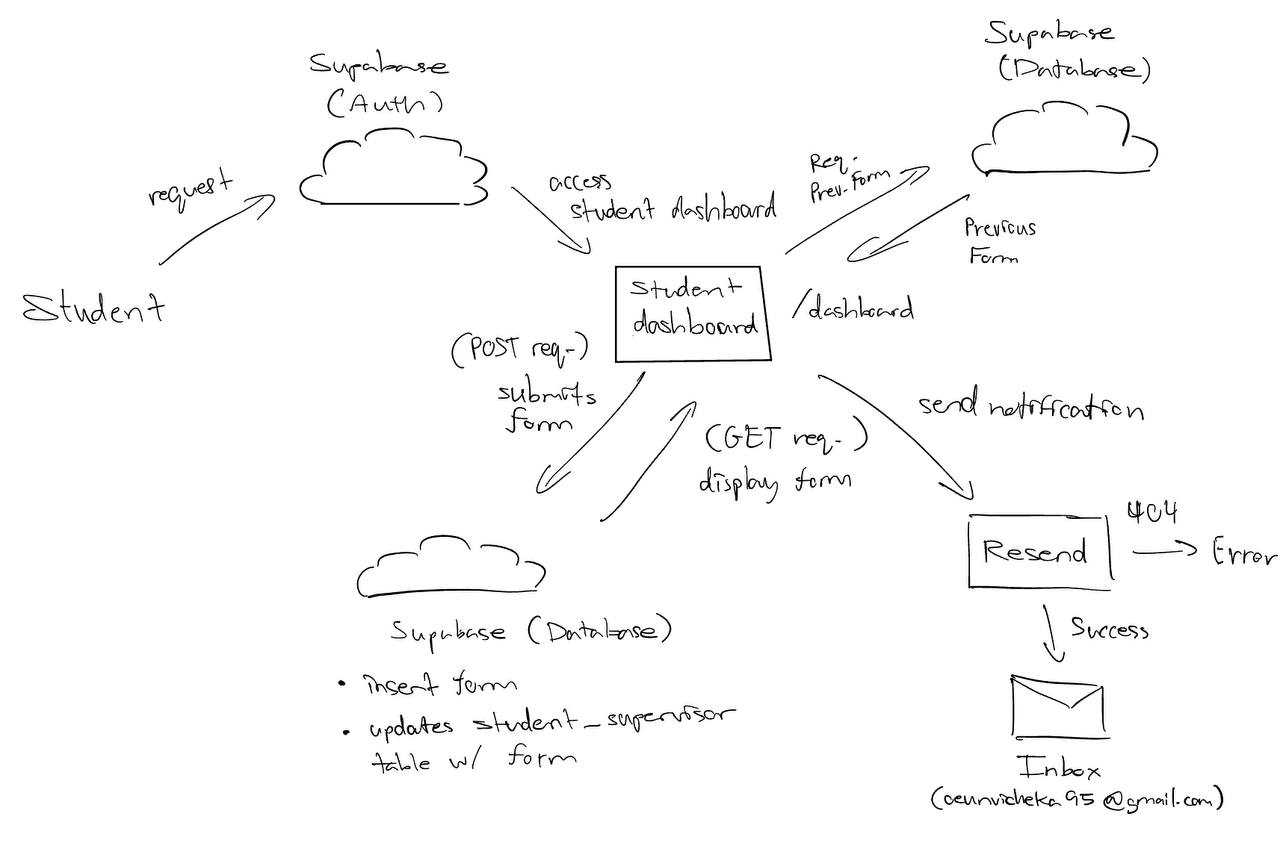 Supabase
(Auth)
Supabase
(Database)
request
access
student dashboard
Req.
Prev-Form
Previous
Form
Student
Student
dashboard
/dashboard
(POST req-)
submits
form
(GET req-)
display form
send notification
Resend
404
Error
Success
Supabase (Database)
• insert form
• updates student_supervisor
table w/ form
Inbox
(oeunvicheka95@gmail.com)